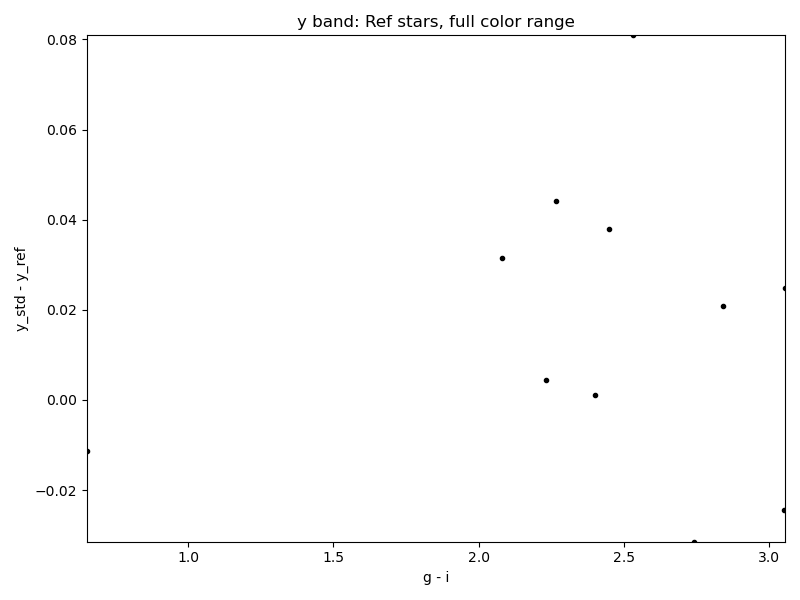 y band: Ref stars, full color range
0.08
0.06
0.04
0.02
0.00
−0.02
y_std - y_ref
1.0 1.5 2.0 2.5 3.0
g - i